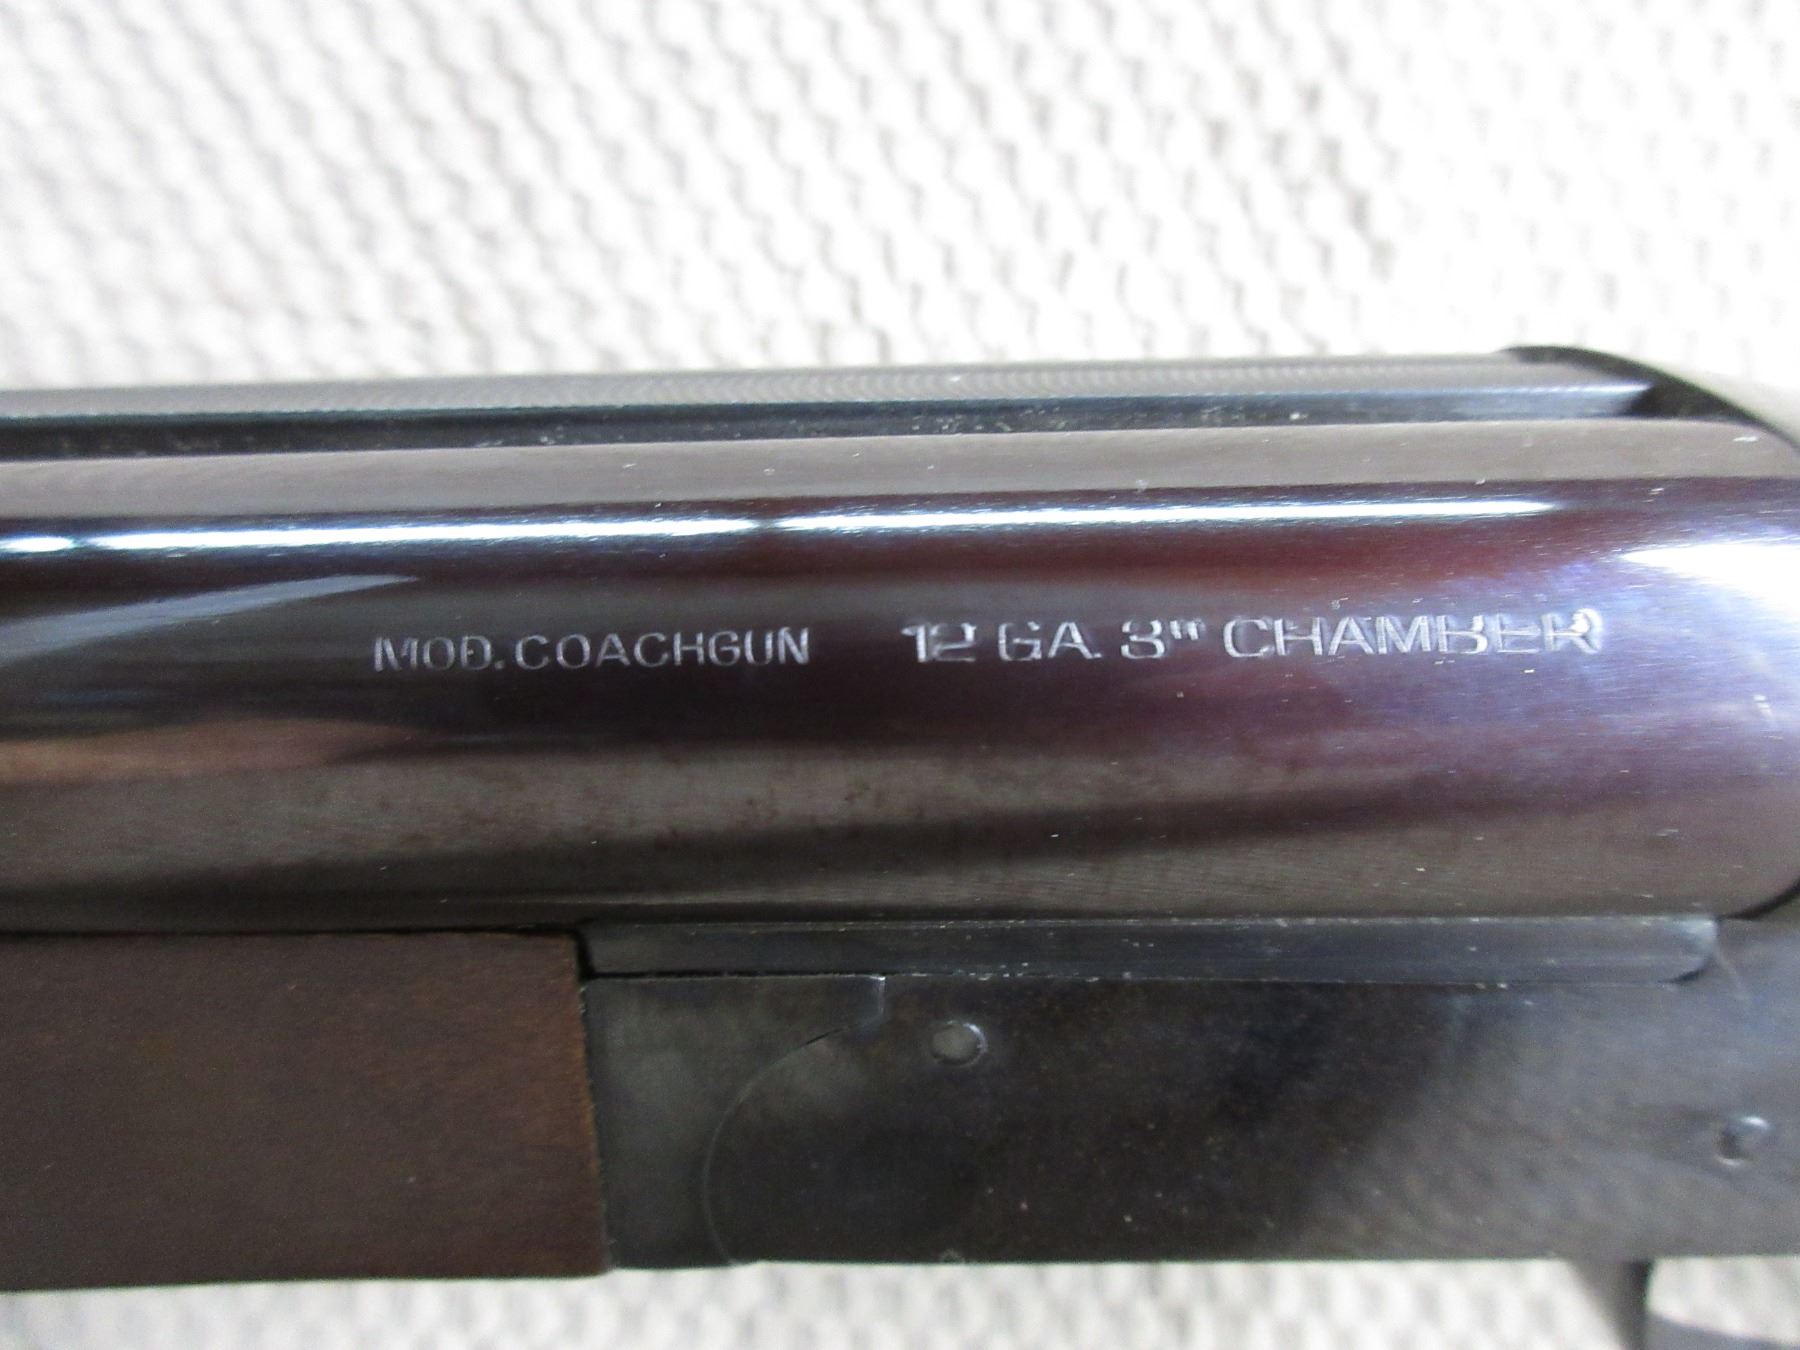 MOD. COACHGUN 12 GA. 3" CHAMBER